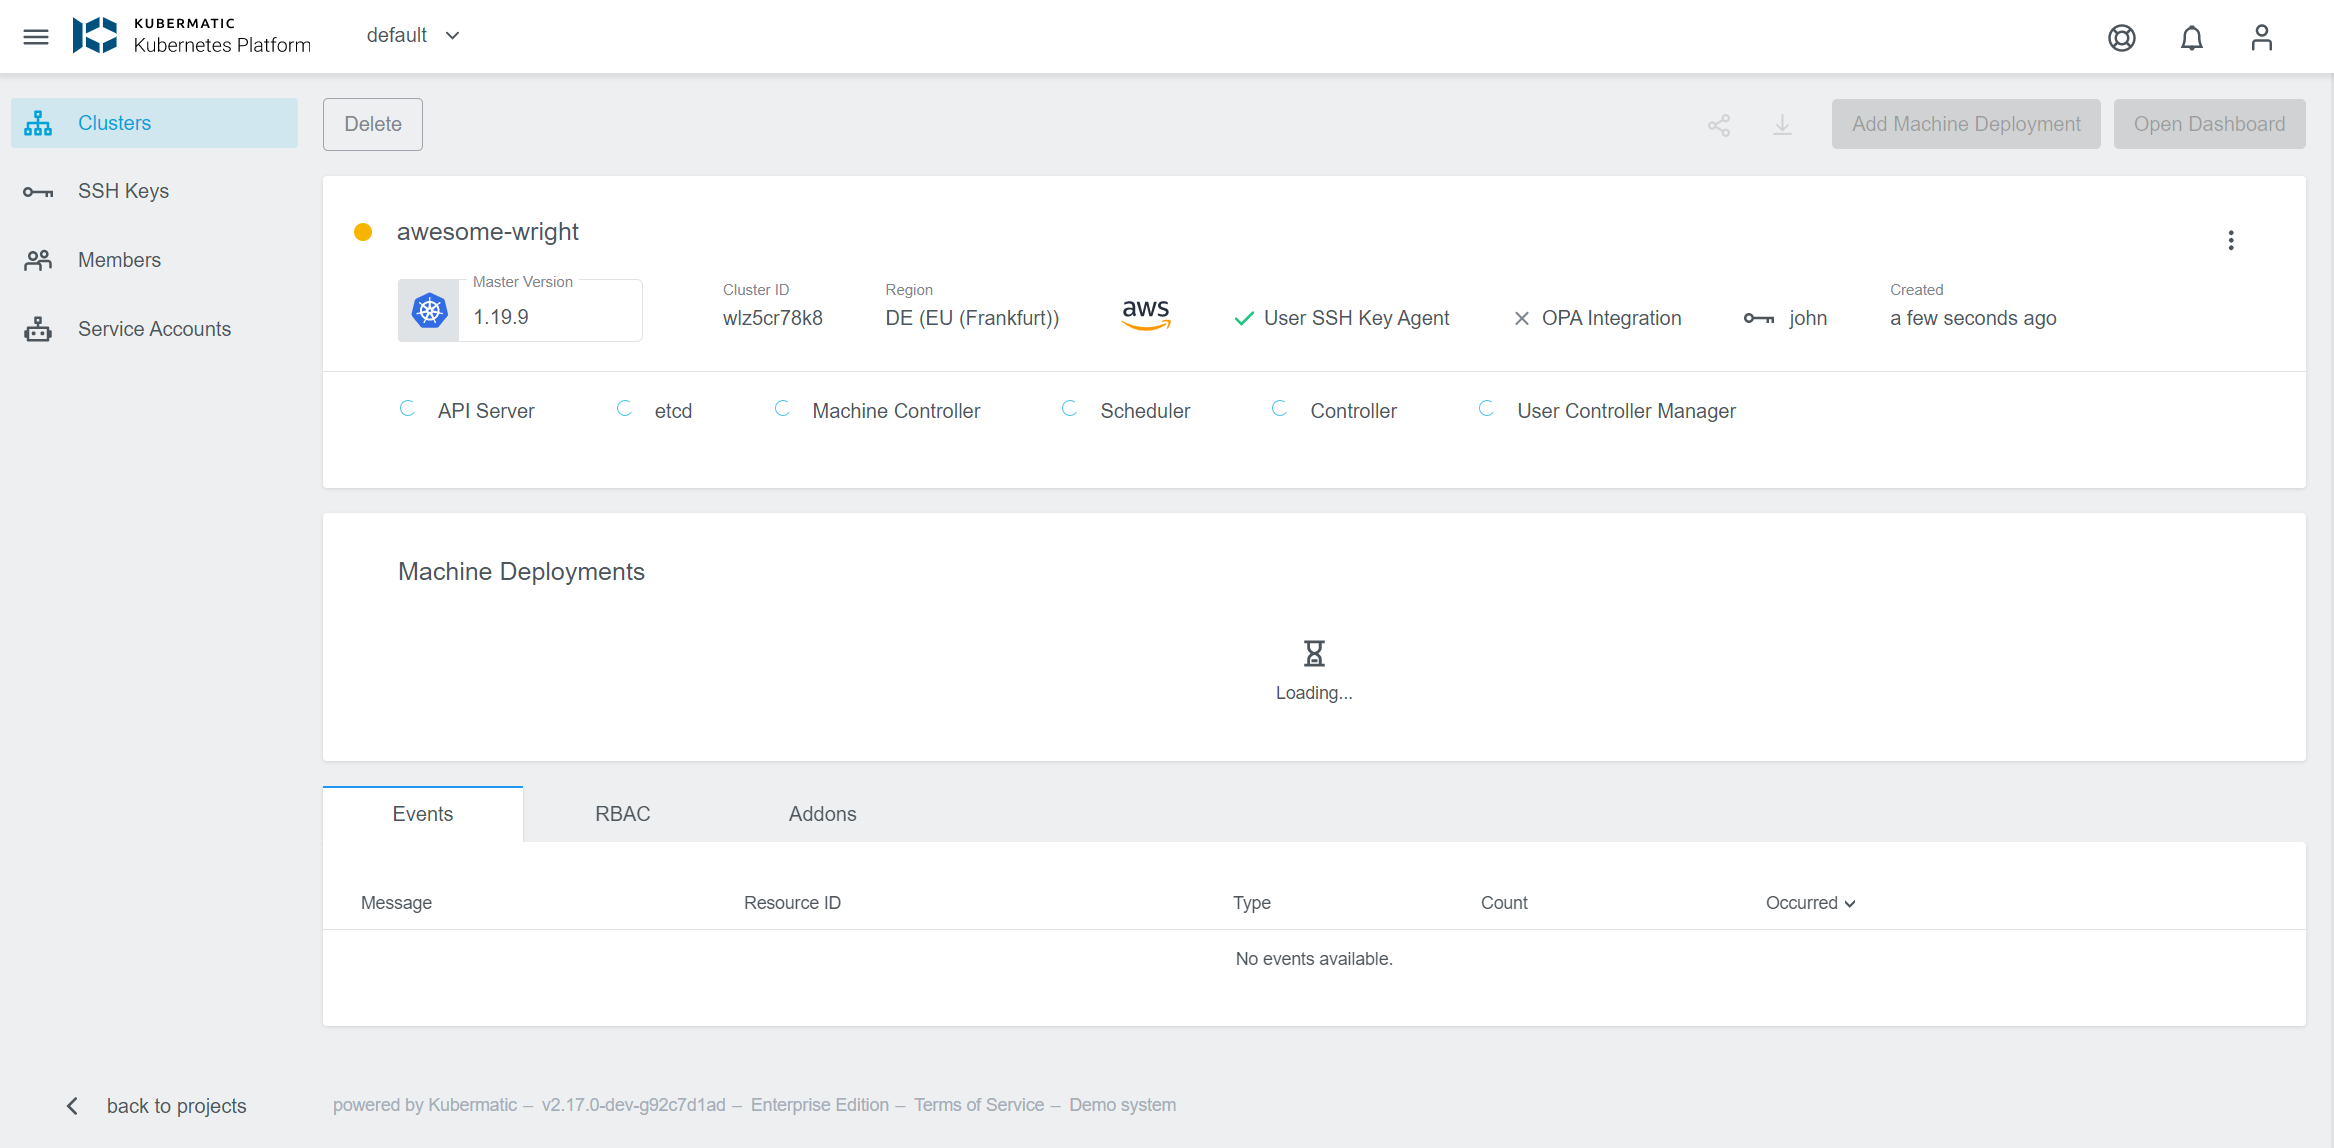 KUBERMATIC
Kubernetes Platform
default
Clusters
SSH Keys
Members
Service Accounts
Delete
Add Machine Deployment
Open Dashboard
awesome-wright
Master Version
1.19.9
Cluster ID
wlz5cr78k8
Region
DE (EU (Frankfurt))
aws
User SSH Key Agent
OPA Integration
john
Created
a few seconds ago
API Server
etcd
Machine Controller
Scheduler
Controller
User Controller Manager
Machine Deployments
Loading...
Events
RBAC
Addons
Message
Resource ID
Type
Count
Occurred
No events available.
back to projects
powered by Kubermatic – v2.17.0-dev-g92c7d1ad – Enterprise Edition – Terms of Service – Demo system